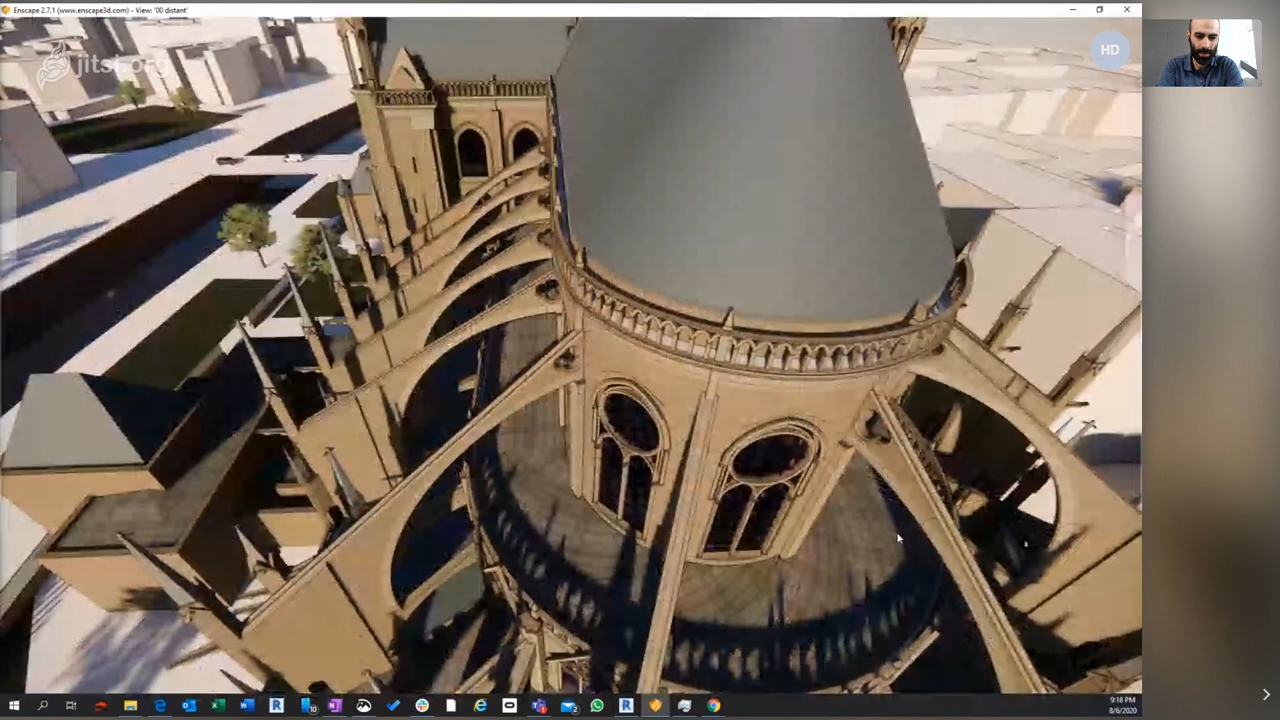 Enscape 2.7.1 (www.enscape3d.com) - View: '00 distant'
jitsi.org
HD
9:18 PM
8/6/2020